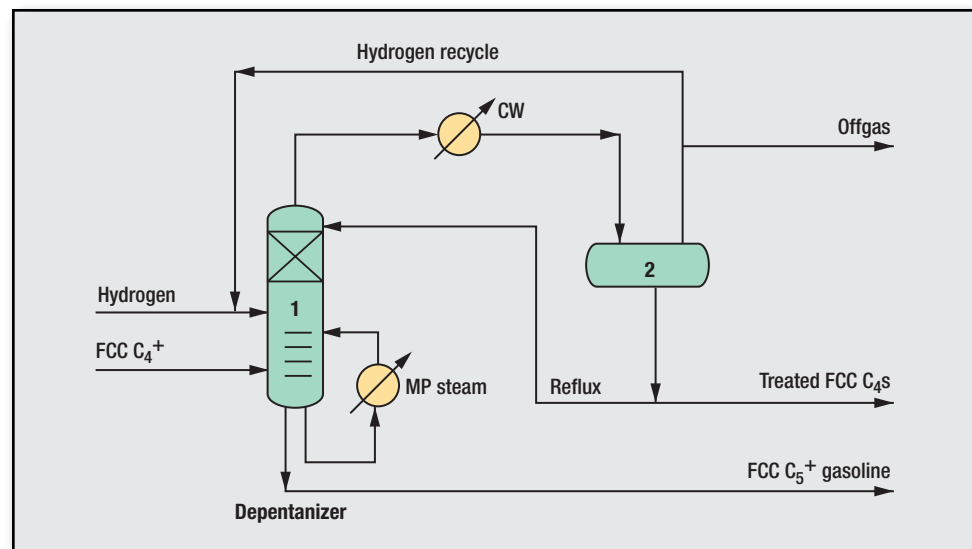 Hydrogen recycle
CW
Offgas
2
Hydrogen
1
FCC C₄⁺
MP steam
Reflux
Treated FCC C₄s
FCC C₅⁺ gasoline
Depentanizer